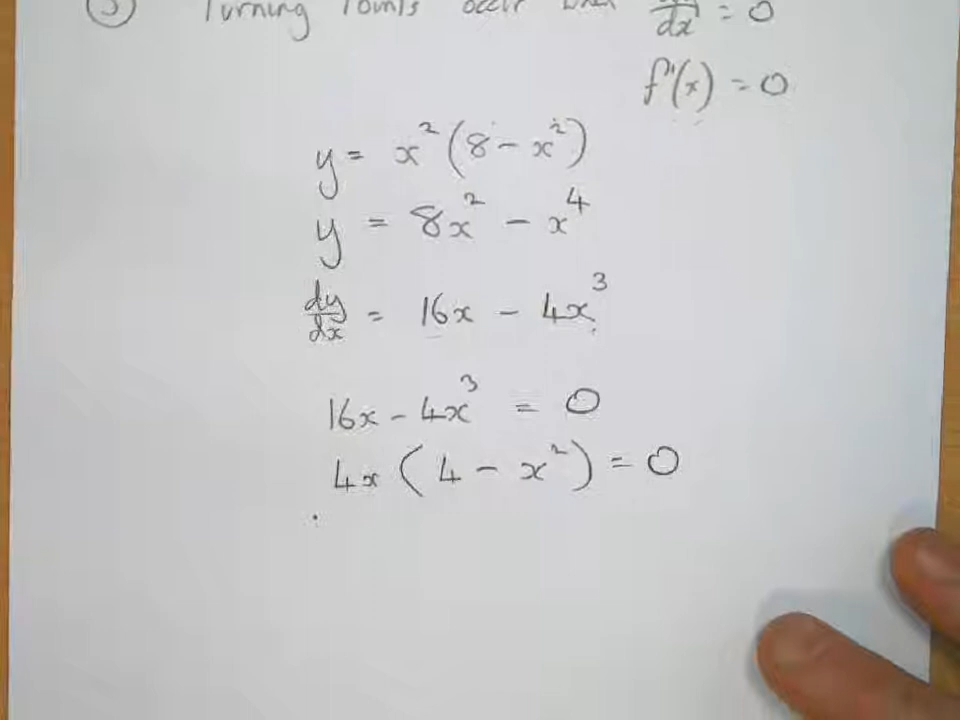 ③ Turning Points occur when dy/dx = 0
f'(x) = 0
y = x²(8 - x²)
y = 8x² - x⁴
dy/dx = 16x - 4x³
16x - 4x³ = 0
4x(4 - x²) = 0